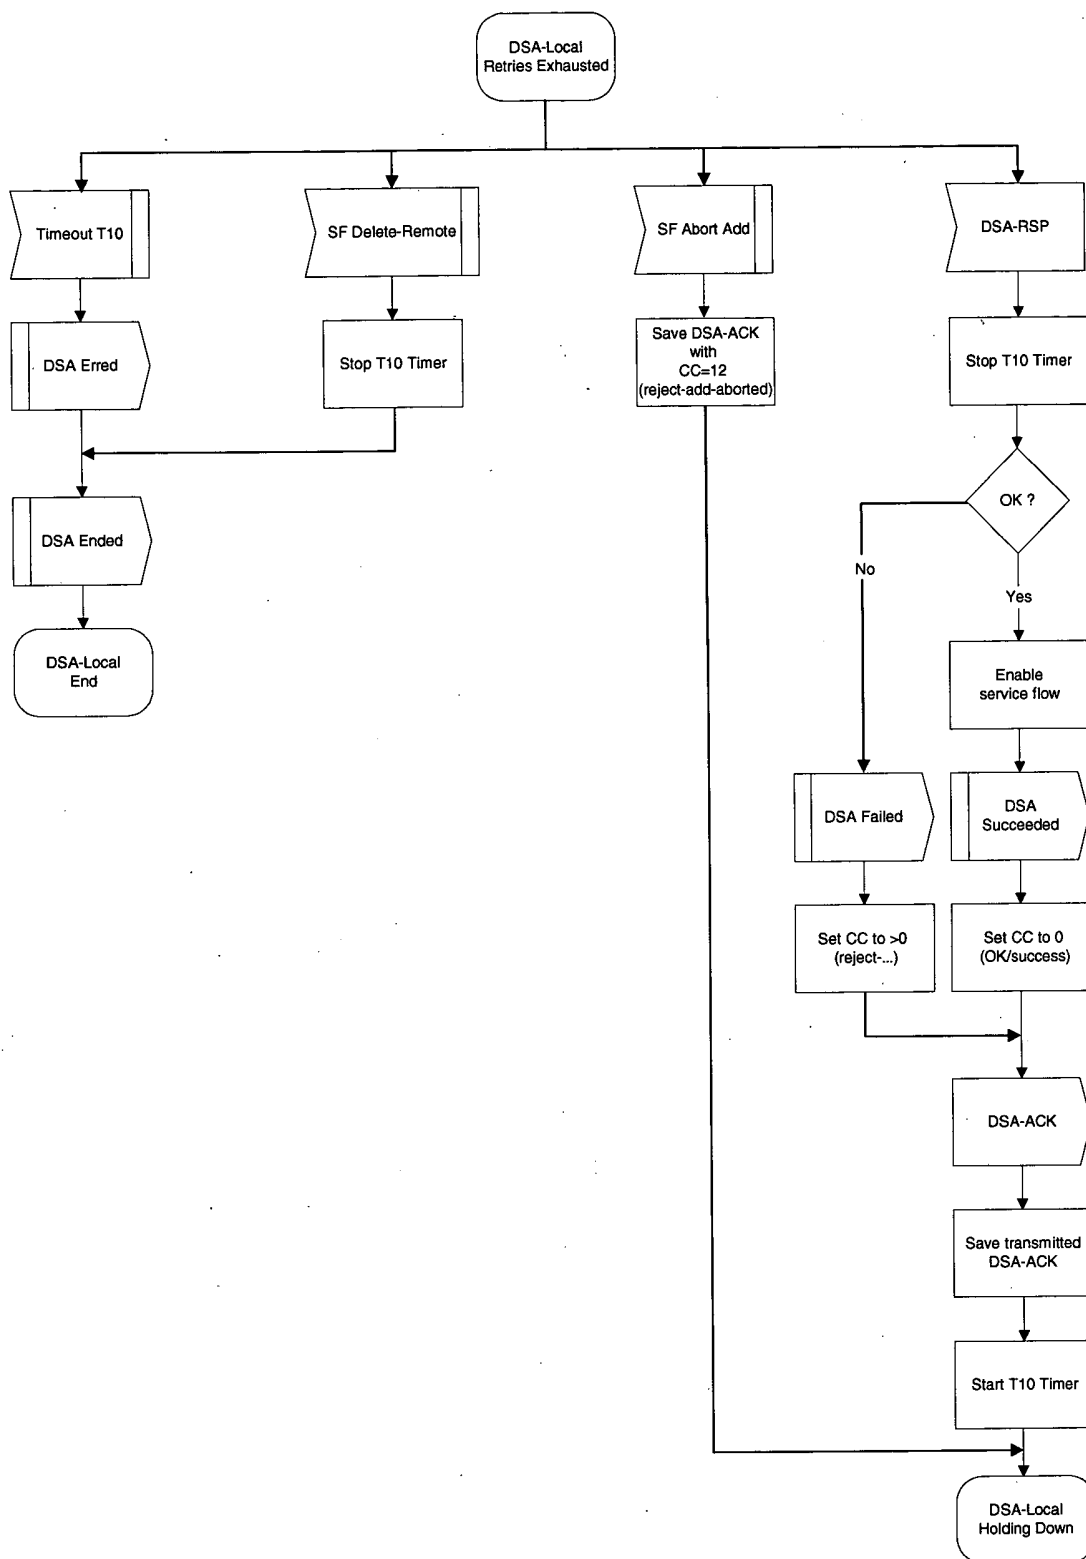 DSA-Local
Retries Exhausted
Timeout T10
SF Delete-Remote
SF Abort Add
DSA-RSP
DSA Erred
Stop T10 Timer
Save DSA-ACK
with
CC=12
(reject-add-aborted)
Stop T10 Timer
OK ?
DSA Ended
No
Yes
DSA-Local
End
Enable
service flow
DSA Failed
DSA
Succeeded
Set CC to >0
(reject-...)
Set CC to 0
(OK/success)
DSA-ACK
Save transmitted
DSA-ACK
Start T10 Timer
DSA-Local
Holding Down